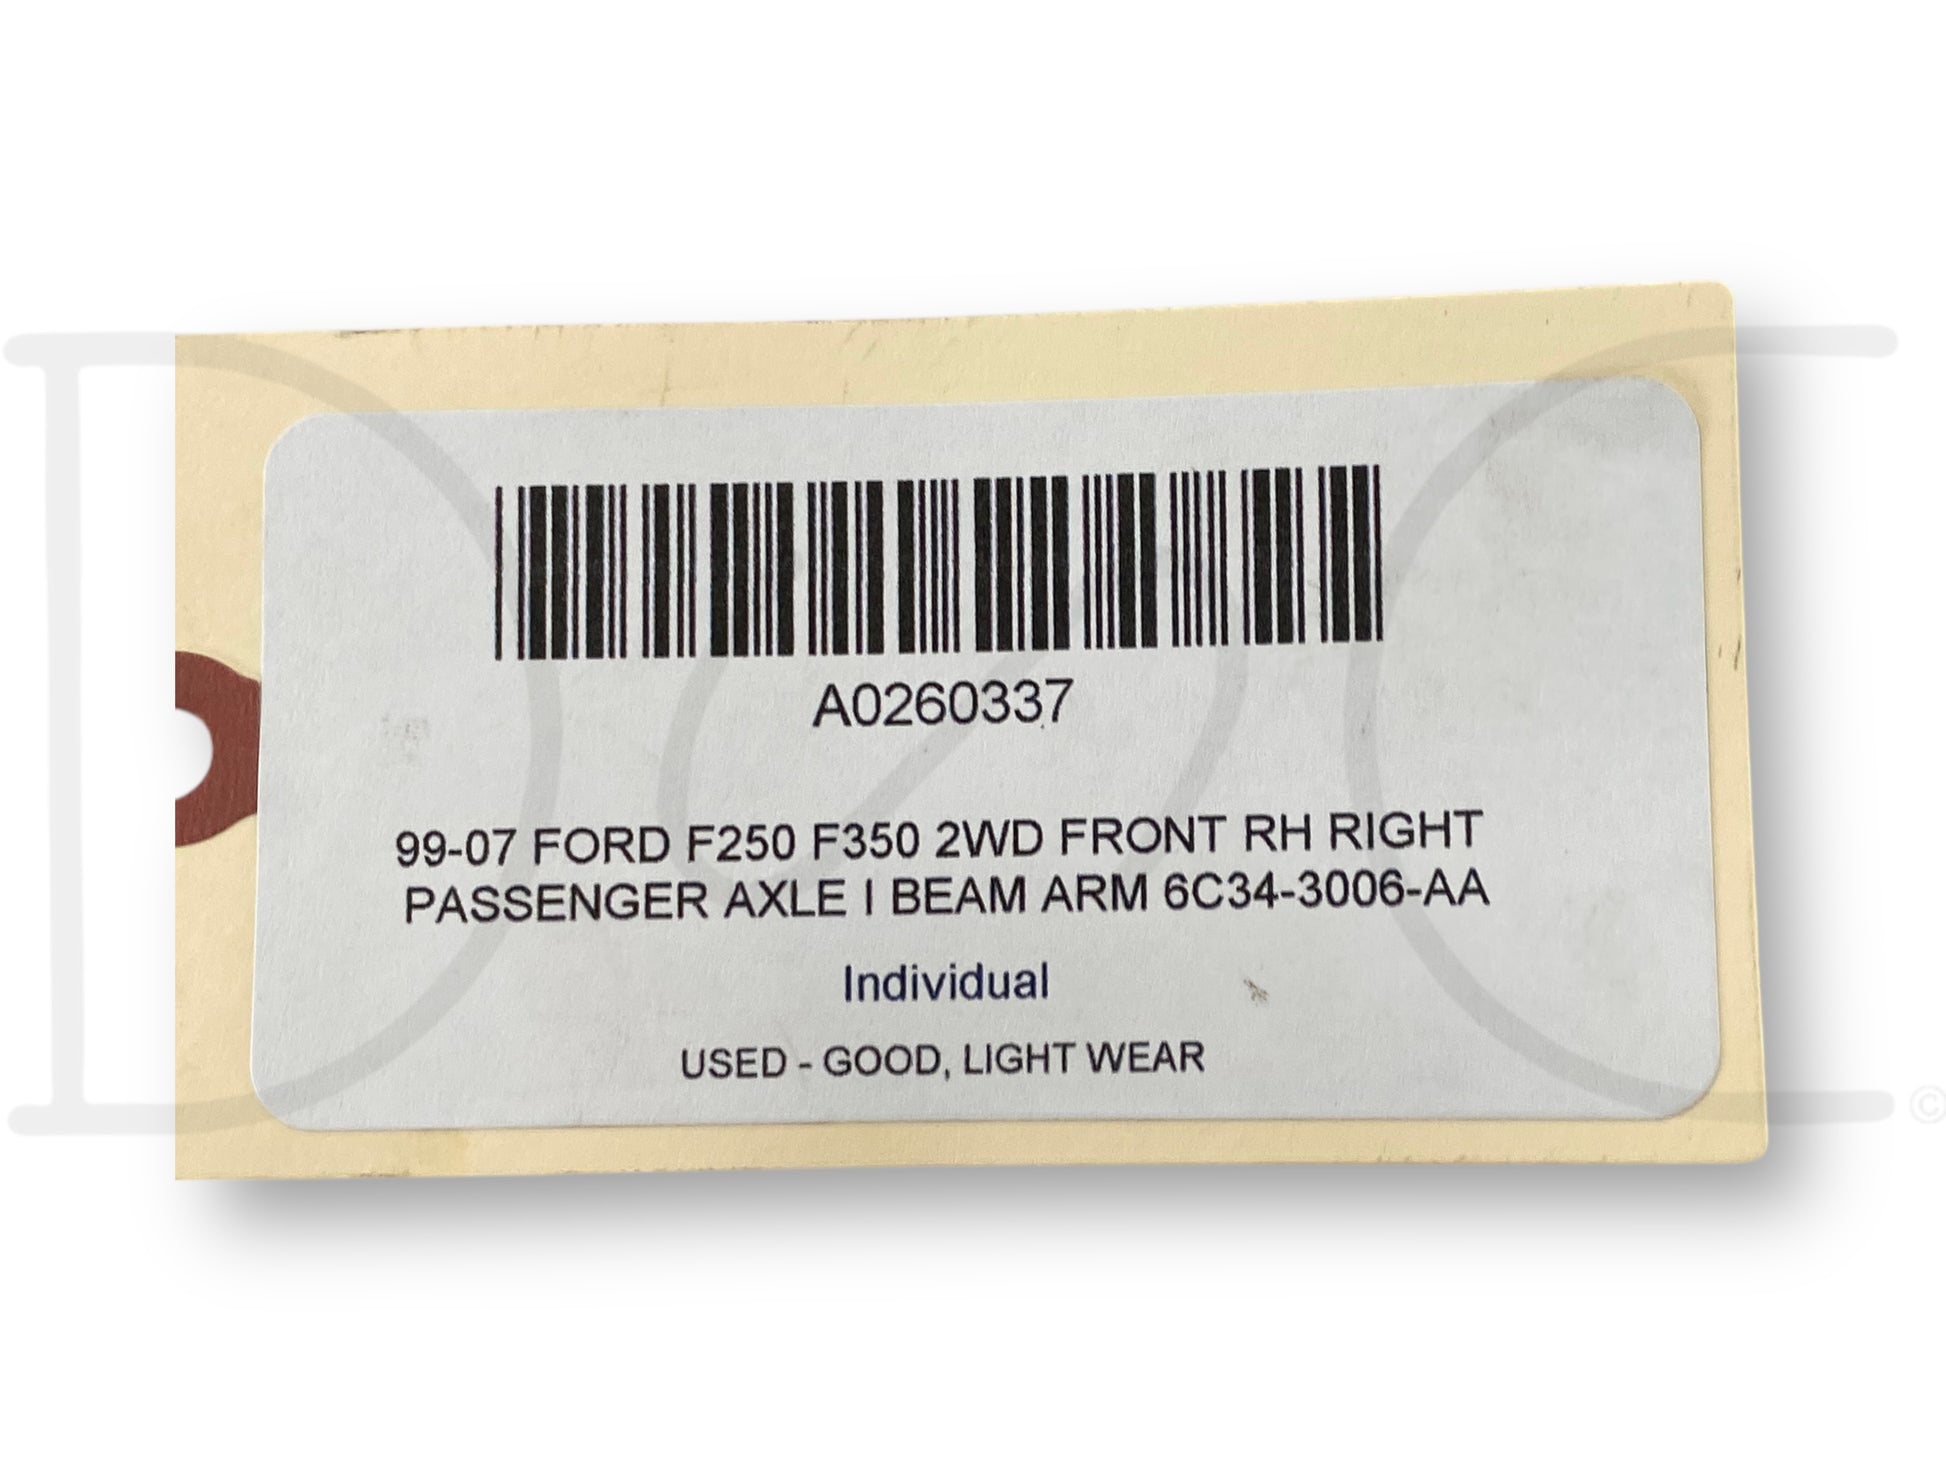 A0260337
99-07 FORD F250 F350 2WD FRONT RH RIGHT
PASSENGER AXLE I BEAM ARM 6C34-3006-AA
Individual
USED - GOOD, LIGHT WEAR
©